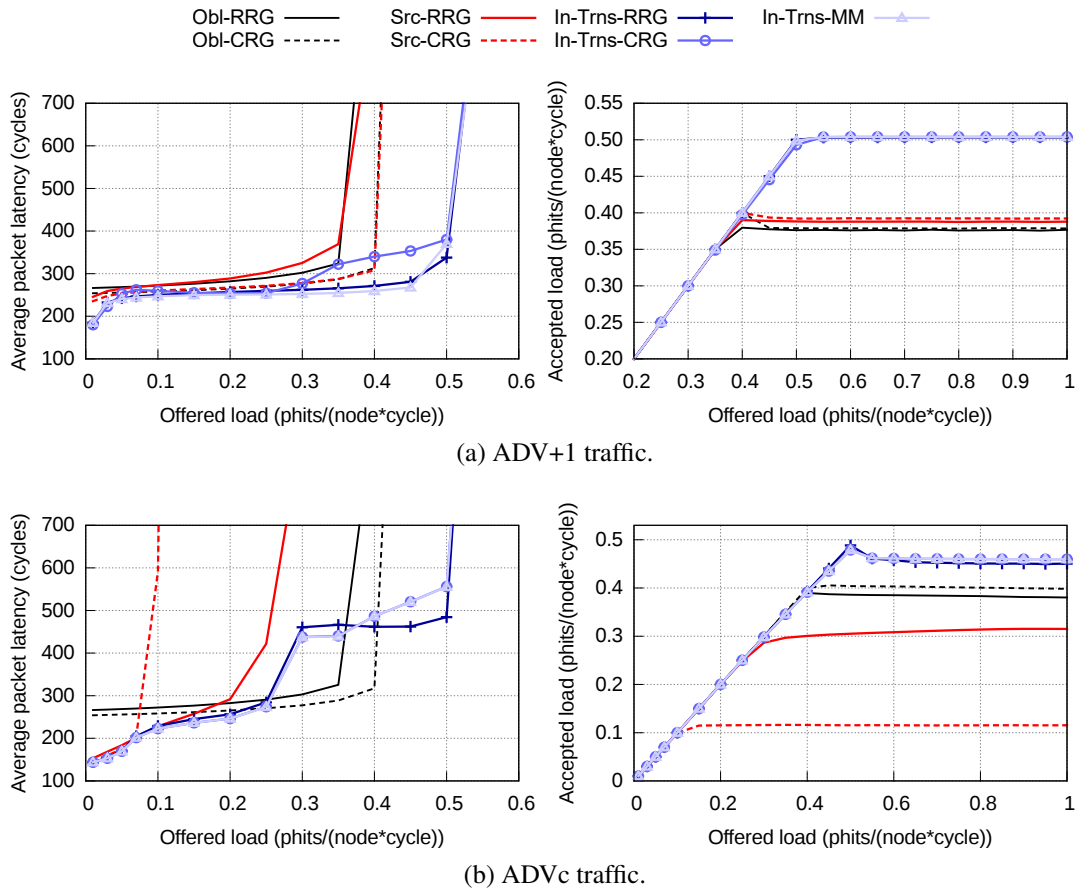 Obl-RRG Src-RRG In-Trns-RRG In-Trns-MM
Obl-CRG Src-CRG In-Trns-CRG
Average packet latency (cycles)
700
600
500
400
300
200
100
0 0.1 0.2 0.3 0.4 0.5 0.6
Offered load (phits/(node*cycle))
Accepted load (phits/(node*cycle))
0.55
0.50
0.45
0.40
0.35
0.30
0.25
0.20
0.2 0.3 0.4 0.5 0.6 0.7 0.8 0.9 1
Offered load (phits/(node*cycle))
(a) ADV+1 traffic.
Average packet latency (cycles)
700
600
500
400
300
200
100
0 0.1 0.2 0.3 0.4 0.5 0.6
Offered load (phits/(node*cycle))
Accepted load (phits/(node*cycle))
0.5
0.4
0.3
0.2
0.1
0
0 0.2 0.4 0.6 0.8 1
Offered load (phits/(node*cycle))
(b) ADVc traffic.